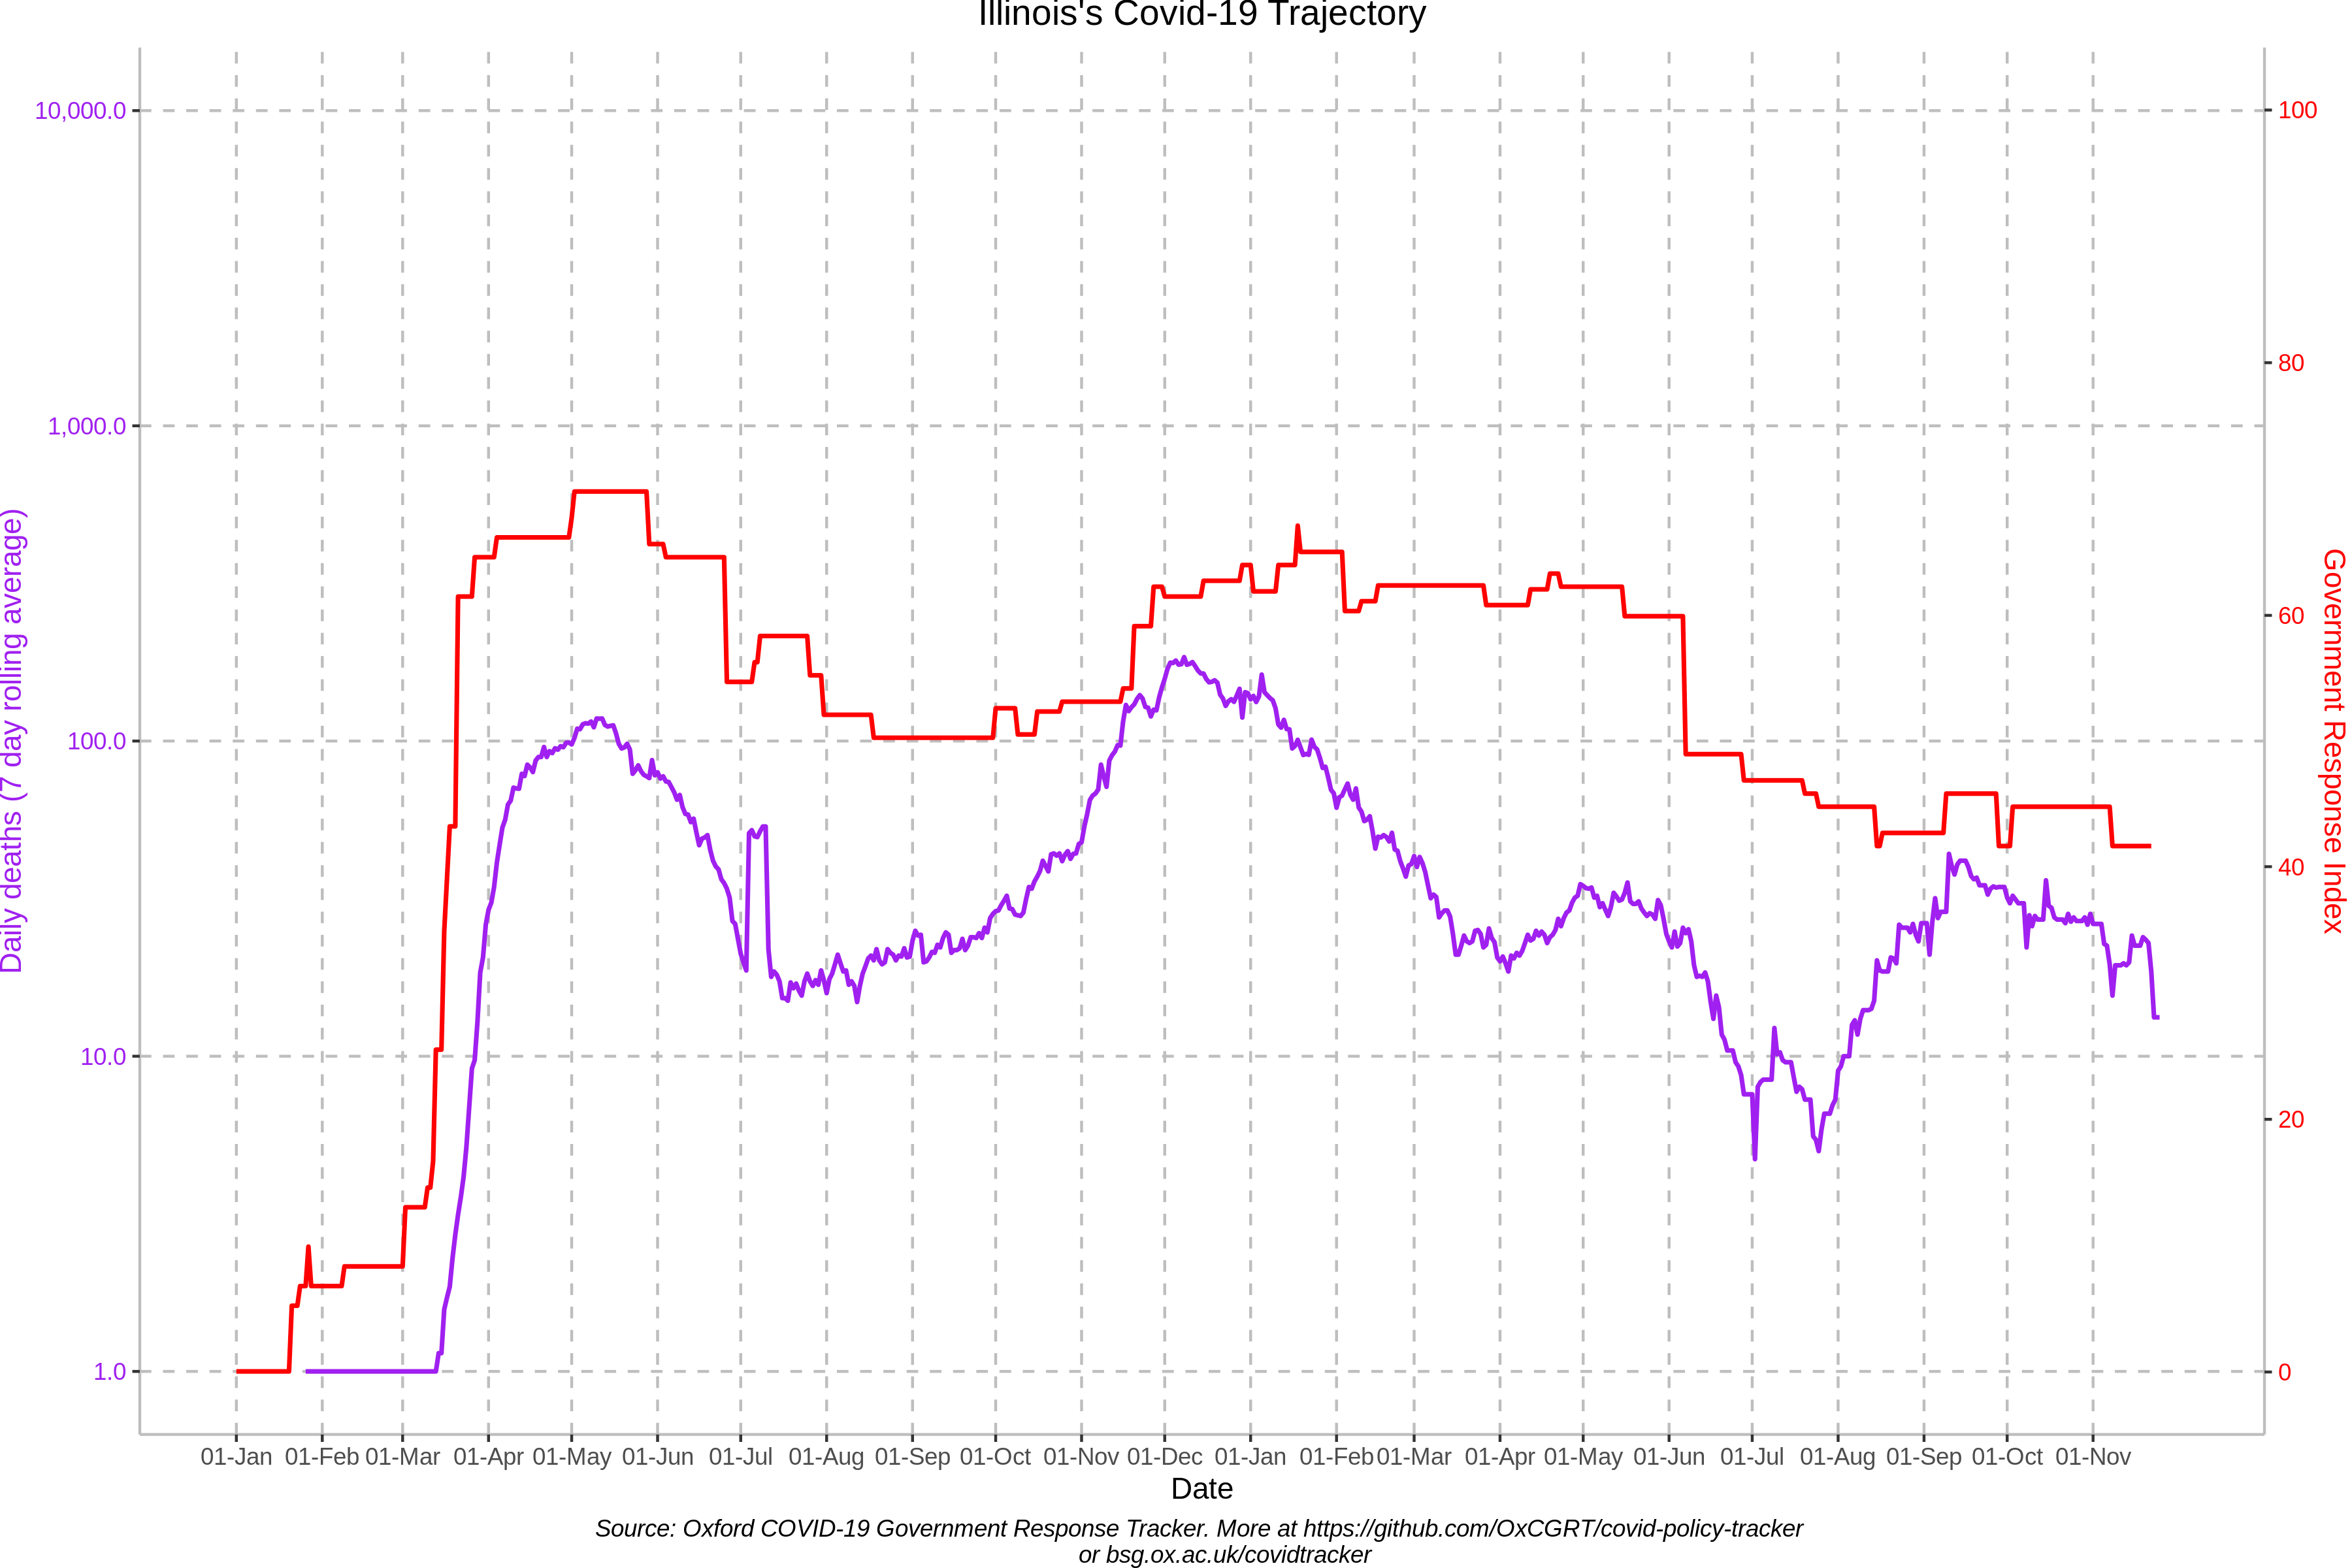 Illinois's Covid-19 Trajectory
10,000.0
1,000.0
100.0
10.0
1.0
Daily deaths (7 day rolling average)
100
80
60
40
20
0
Government Response Index
01-Jan 01-Feb 01-Mar 01-Apr 01-May 01-Jun 01-Jul 01-Aug 01-Sep 01-Oct 01-Nov 01-Dec 01-Jan 01-Feb 01-Mar 01-Apr 01-May 01-Jun 01-Jul 01-Aug 01-Sep 01-Oct 01-Nov
Date
Source: Oxford COVID-19 Government Response Tracker. More at https://github.com/OxCGRT/covid-policy-tracker
or bsg.ox.ac.uk/covidtracker